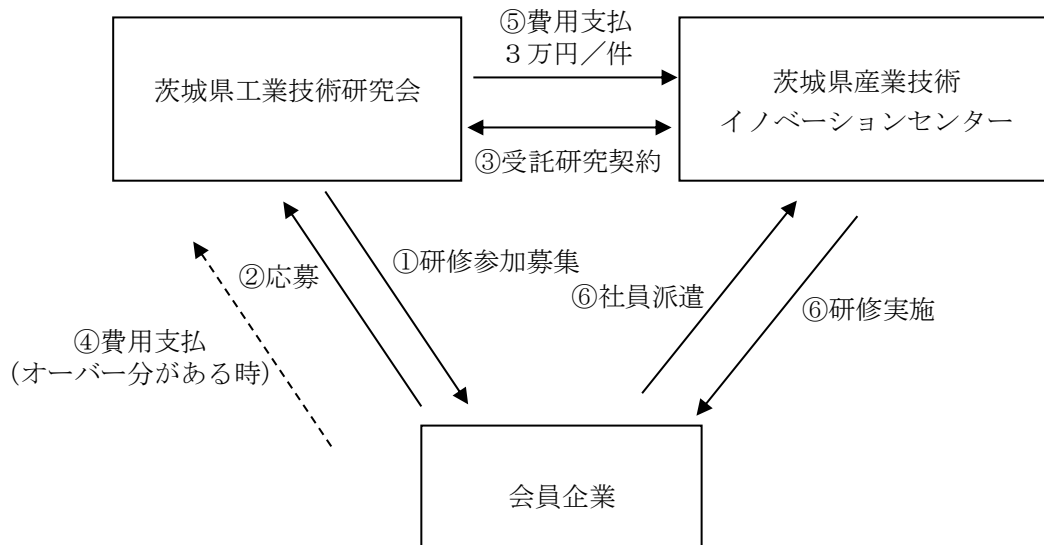 ⑤費用支払
３万円／件
茨城県工業技術研究会
茨城県産業技術
イノベーションセンター
③受託研究契約
①研修参加募集
②応募
⑥社員派遣
⑥研修実施
④費用支払
(オーバー分がある時)
会員企業